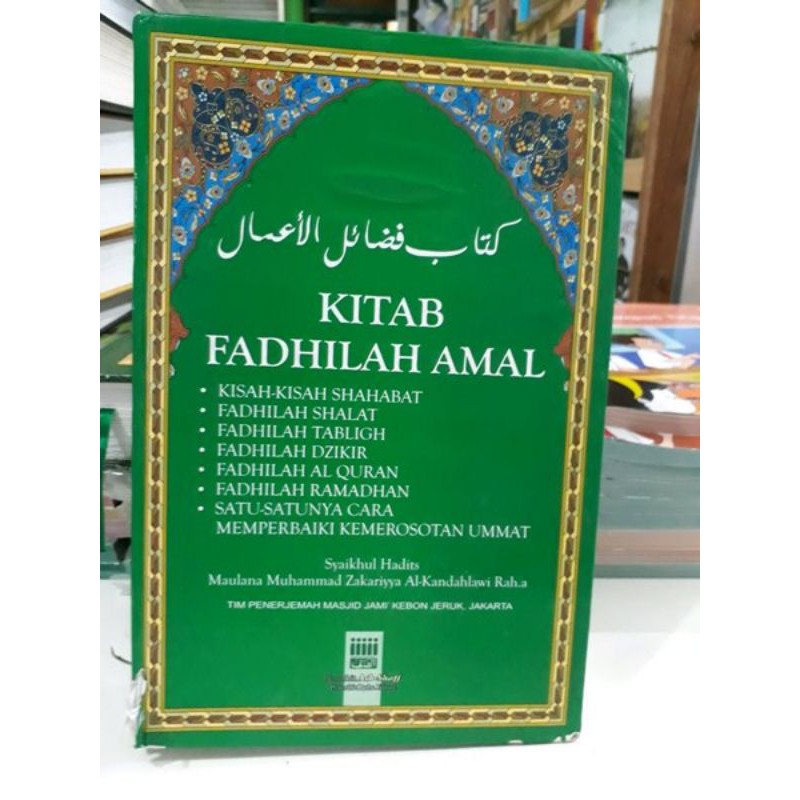 كتاب فضائل الأعمال
KITAB
FADHILAH AMAL
• KISAH-KISAH SHAHABAT
• FADHILAH SHALAT
• FADHILAH TABLIGH
• FADHILAH DZIKIR
• FADHILAH AL QURAN
• FADHILAH RAMADHAN
• SATU-SATUNYA CARA
MEMPERBAIKI KEMEROSOTAN UMMAT
Syaikhul Hadits
Maulana Muhammad Zakariyya Al-Kandahlawi Rah.a
TIM PENERJEMAH MASJID JAMI' KEBON JERUK, JAKARTA